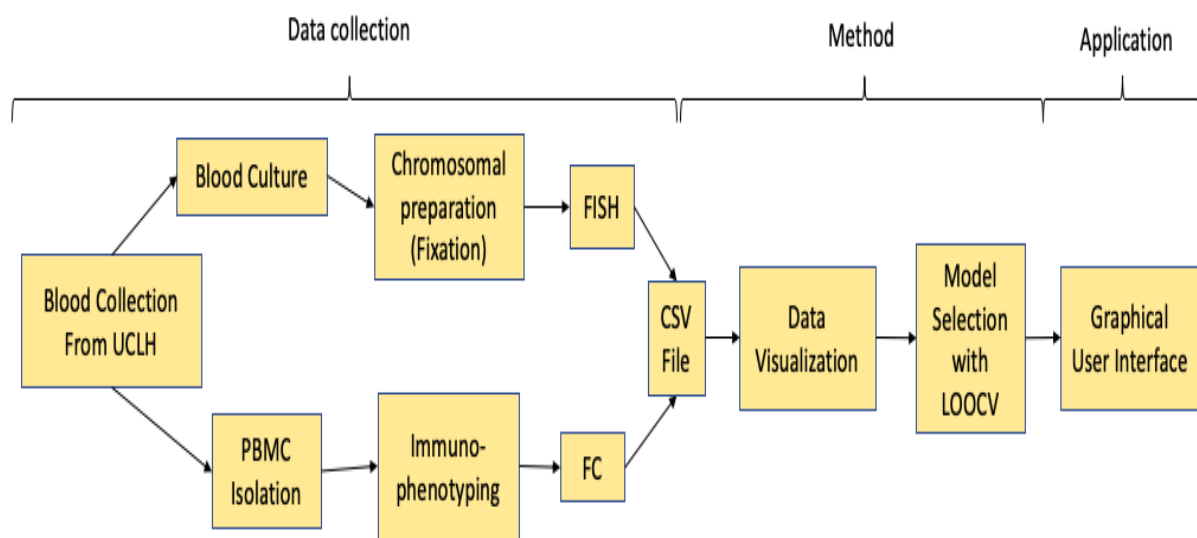 Data collection
Method
Application
Blood Culture
Chromosomal
preparation
(Fixation)
FISH
Blood Collection
From UCLH
CSV
File
Data
Visualization
Model
Selection
with
LOOCV
Graphical
User Interface
PBMC
Isolation
Immuno-
phenotyping
FC